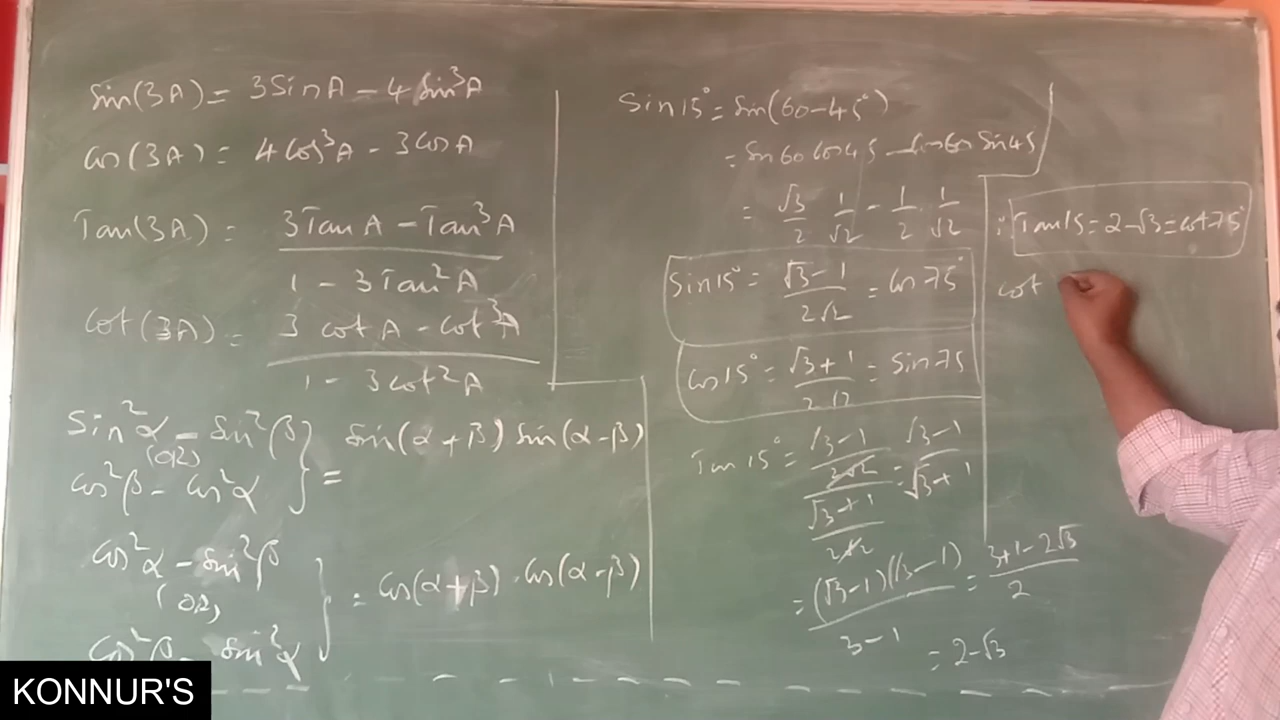 Sin(3A) = 3SinA - 4 Sin³A
Cos(3A) = 4Cos³A - 3CosA
Tan(3A) = 3TanA - Tan³A
1 - 3Tan²A
Cot(3A) = 3 cotA - cot³A
1 - 3cot²A
Sin²α - Sin²β } = Sin(α+β) Sin(α-β)
(OR)
Cos²β - Cos²α
Cos²α - Sin²β } = Cos(α+β) . Cos(α-β)
(OR)
Cos²β - Sin²α
Sin15° = Sin(60-45°)
= Sin60 Cos45 - Cos60 Sin45
= √3/2 1/√2 - 1/2 . 1/√2
Sin15° = √3-1 / 2√2 = Cos75°
Cos15° = √3+1 / 2√2 = Sin75
Tan15° = √3-1 / 2√2 / √3+1 / 2√2 = √3-1 / √3+1
= (√3-1)(√3-1) / 3-1 = 3+1-2√3 / 2
= 2-√3
∴ Tan15 = 2-√3 = cot75°
cot
KONNUR'S